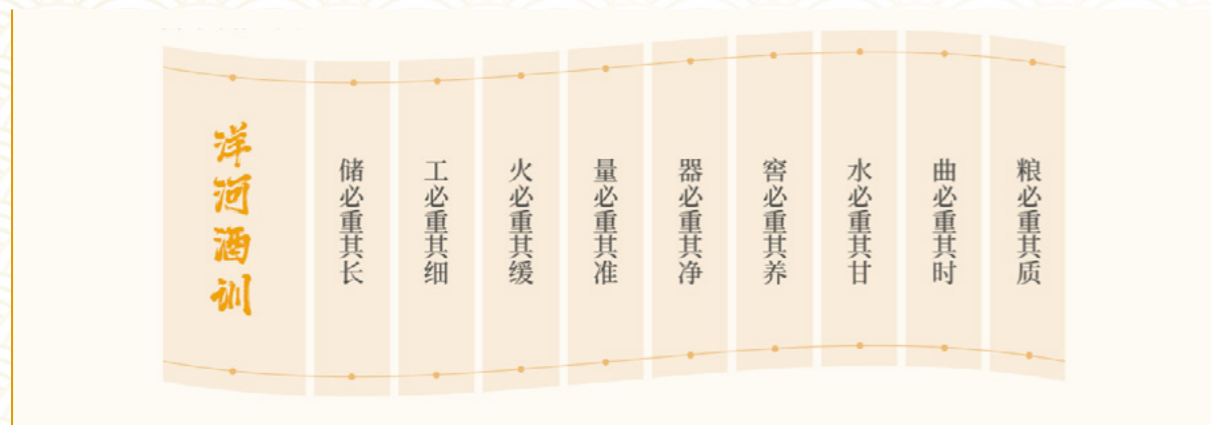 洋河酒训
储必重其长
工必重其细
火必重其缓
量必重其准
器必重其净
窖必重其养
水必重其甘
曲必重其时
粮必重其质